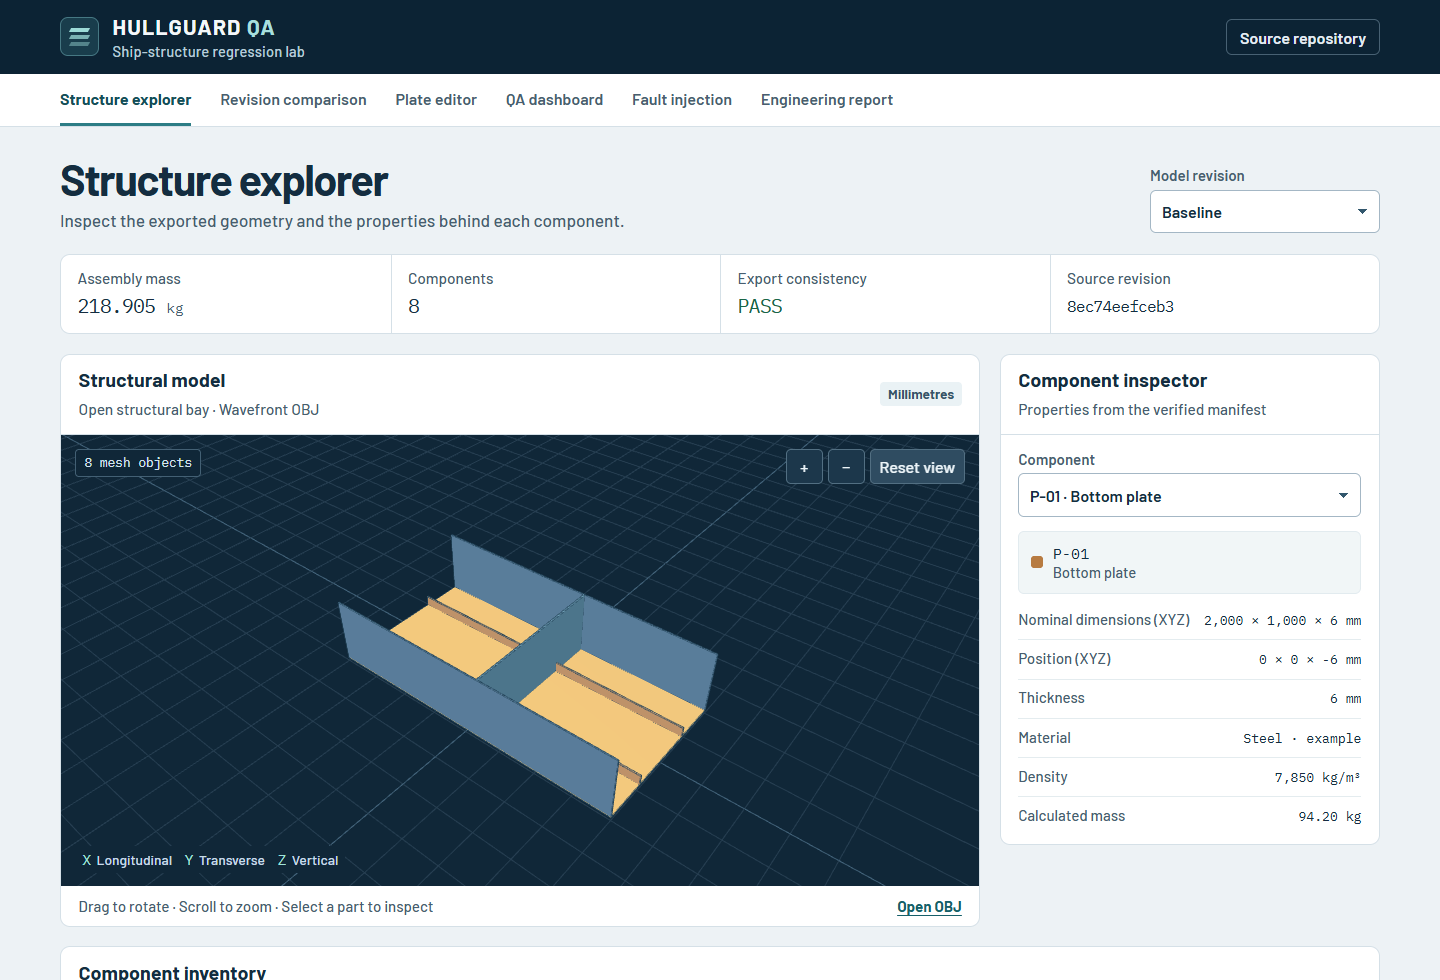 HULLGUARD QA
Ship-structure regression lab
Source repository
Structure explorer
Revision comparison
Plate editor
QA dashboard
Fault injection
Engineering report
Structure explorer
Inspect the exported geometry and the properties behind each component.
Model revision
Baseline
Assembly mass
218.905 kg
Components
8
Export consistency
PASS
Source revision
8ec74eefceb3
Structural model
Open structural bay · Wavefront OBJ
Millimetres
8 mesh objects
+
−
Reset view
X Longitudinal Y Transverse Z Vertical
Drag to rotate · Scroll to zoom · Select a part to inspect
Open OBJ
Component inspector
Properties from the verified manifest
Component
P-01 · Bottom plate
P-01
Bottom plate
Nominal dimensions (XYZ) 2,000 × 1,000 × 6 mm
Position (XYZ) 0 × 0 × -6 mm
Thickness 6 mm
Material Steel · example
Density 7,850 kg/m³
Calculated mass 94.20 kg
Component inventory